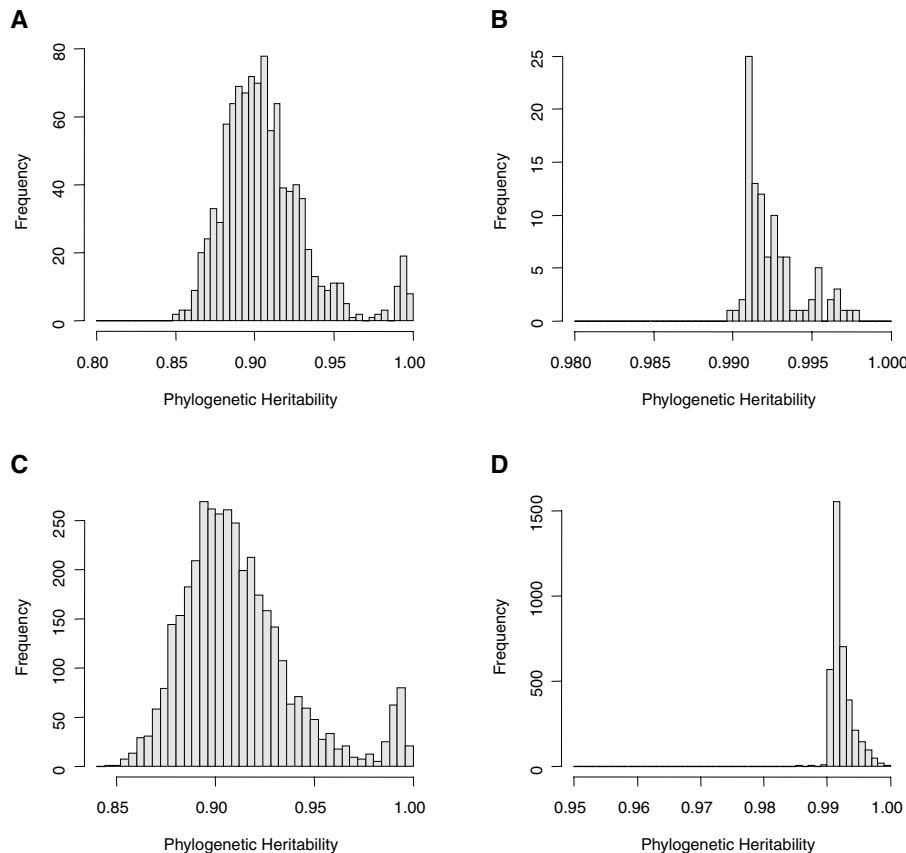 A
Frequency
80
60
40
20
0
0.80 0.85 0.90 0.95 1.00
Phylogenetic Heritability
B
Frequency
25
20
15
10
5
0
0.980 0.985 0.990 0.995 1.000
Phylogenetic Heritability
C
Frequency
250
200
150
100
50
0
0.85 0.90 0.95 1.00
Phylogenetic Heritability
D
Frequency
1500
1000
500
0
0.95 0.96 0.97 0.98 0.99 1.00
Phylogenetic Heritability